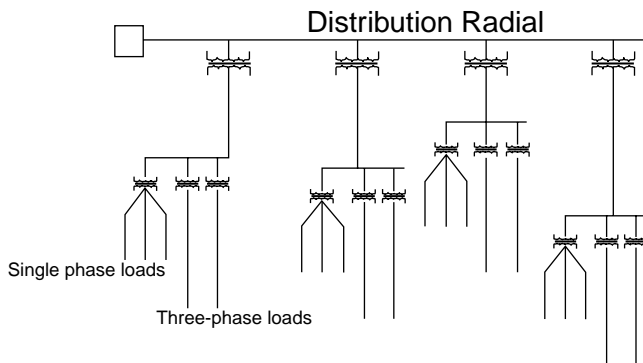 Distribution Radial
Single phase loads
Three-phase loads